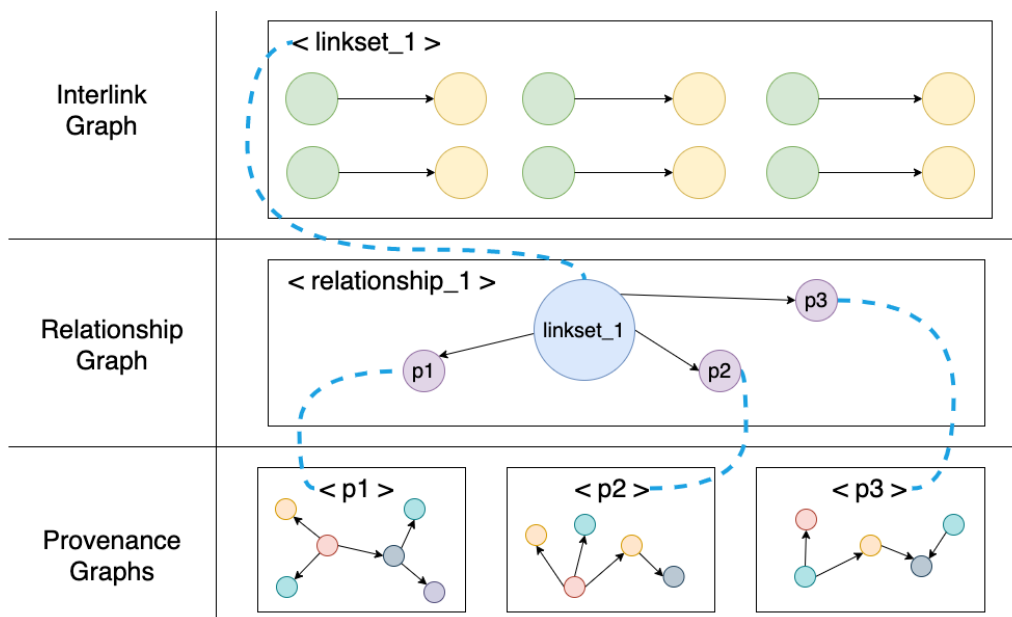 Interlink
Graph
< linkset_1 >
Relationship
Graph
< relationship_1 >
linkset_1
p3
p1
p2
Provenance
Graphs
< p1 >
< p2 >
< p3 >